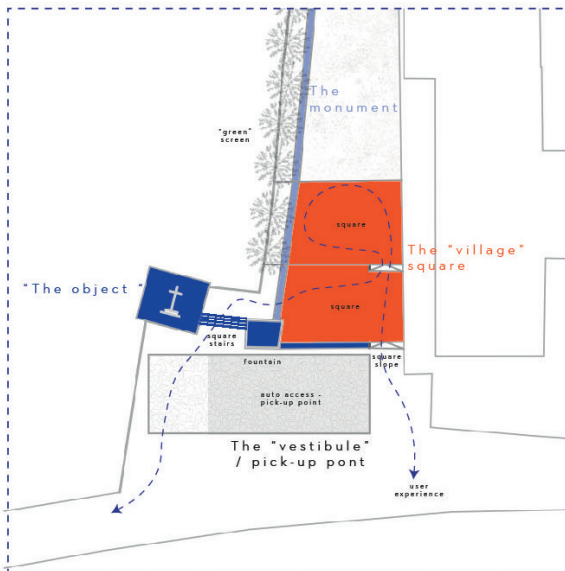 The
monument
"green"
screen
square
The "village"
square
"The object "
square
square
stairs
square
slope
fountain
auto access -
pick-up point
The "vestibule"
/ pick-up pont
user
experience